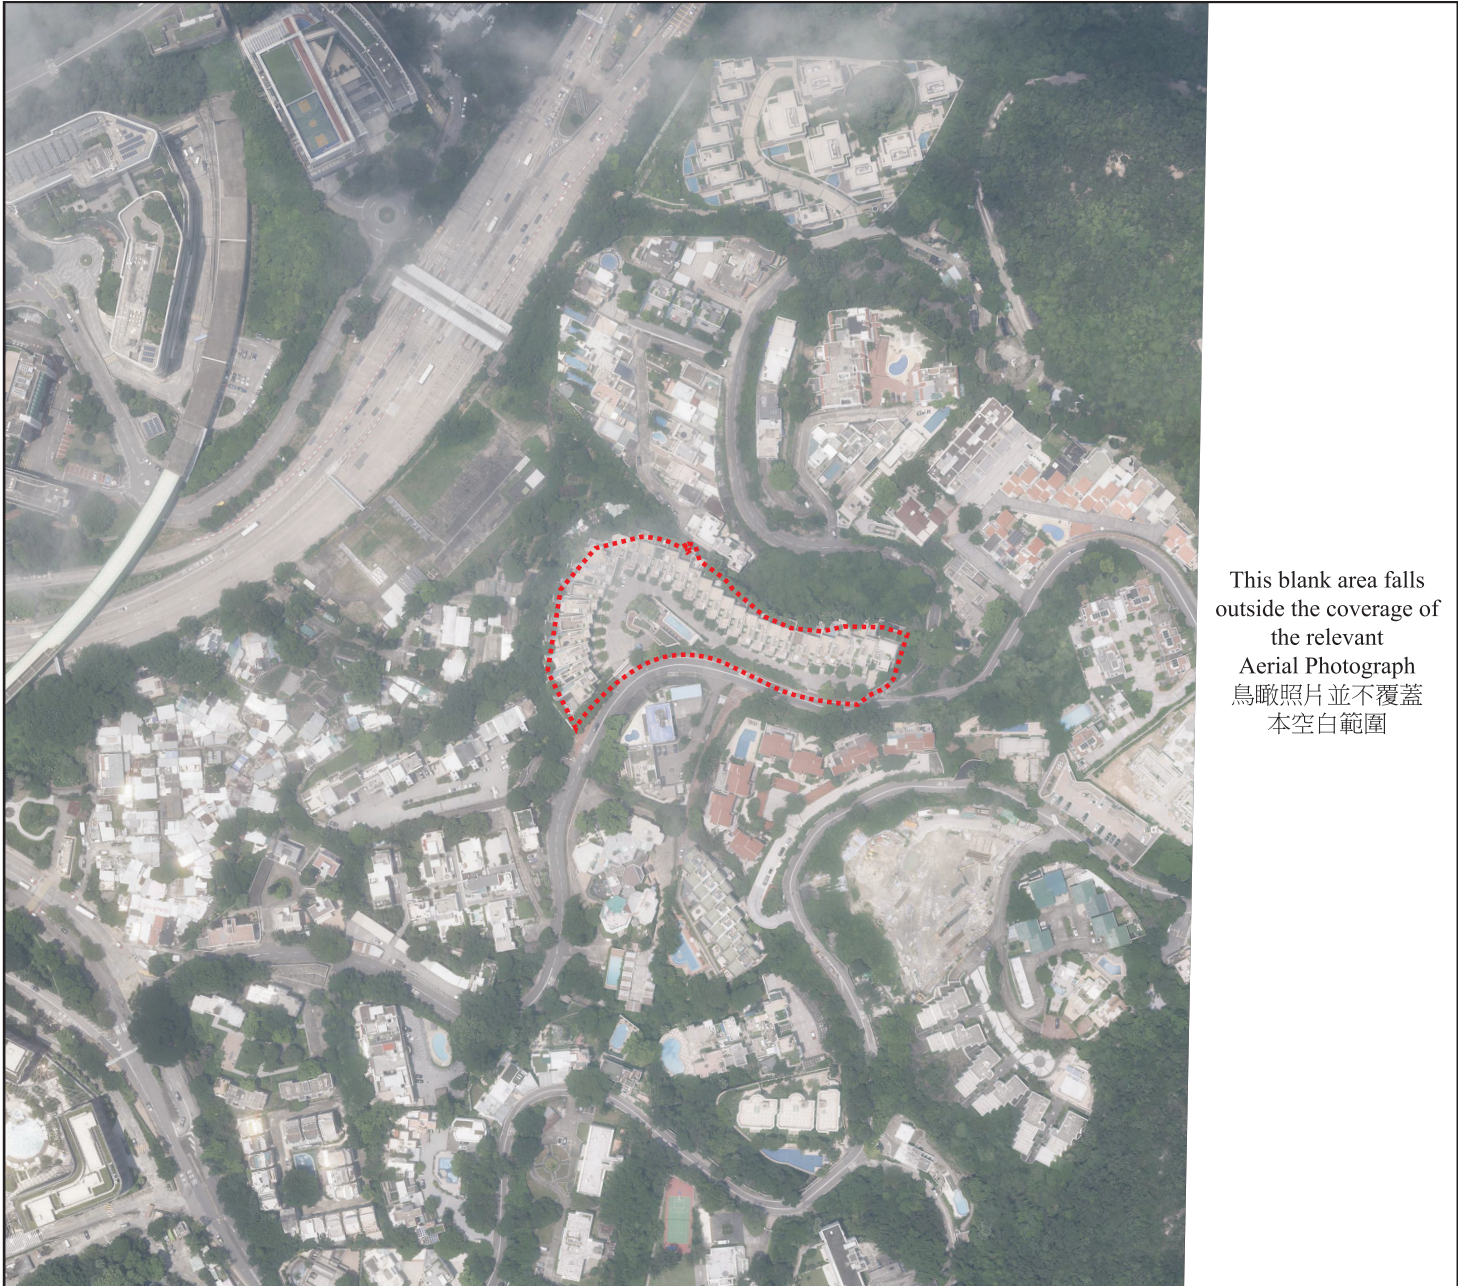 This blank area falls
outside the coverage of
the relevant
Aerial Photograph
鳥瞰照片並不覆蓋
本空白範圍